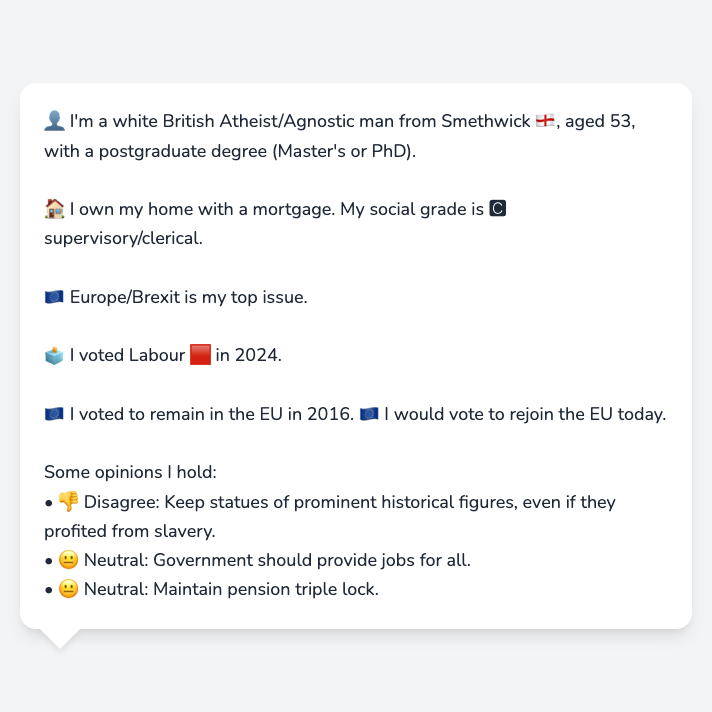 👤 I'm a white British Atheist/Agnostic man from Smethwick 🏴󠁧󠁢󠁥󠁮󠁧󠁿, aged 53,
with a postgraduate degree (Master's or PhD).
🏠 I own my home with a mortgage. My social grade is 🅲
supervisory/clerical.
🇪🇺 Europe/Brexit is my top issue.
🗳️ I voted Labour 🟥 in 2024.
🇪🇺 I voted to remain in the EU in 2016. 🇪🇺 I would vote to rejoin the EU today.
Some opinions I hold:
• 👎 Disagree: Keep statues of prominent historical figures, even if they
profited from slavery.
• 😐 Neutral: Government should provide jobs for all.
• 😐 Neutral: Maintain pension triple lock.